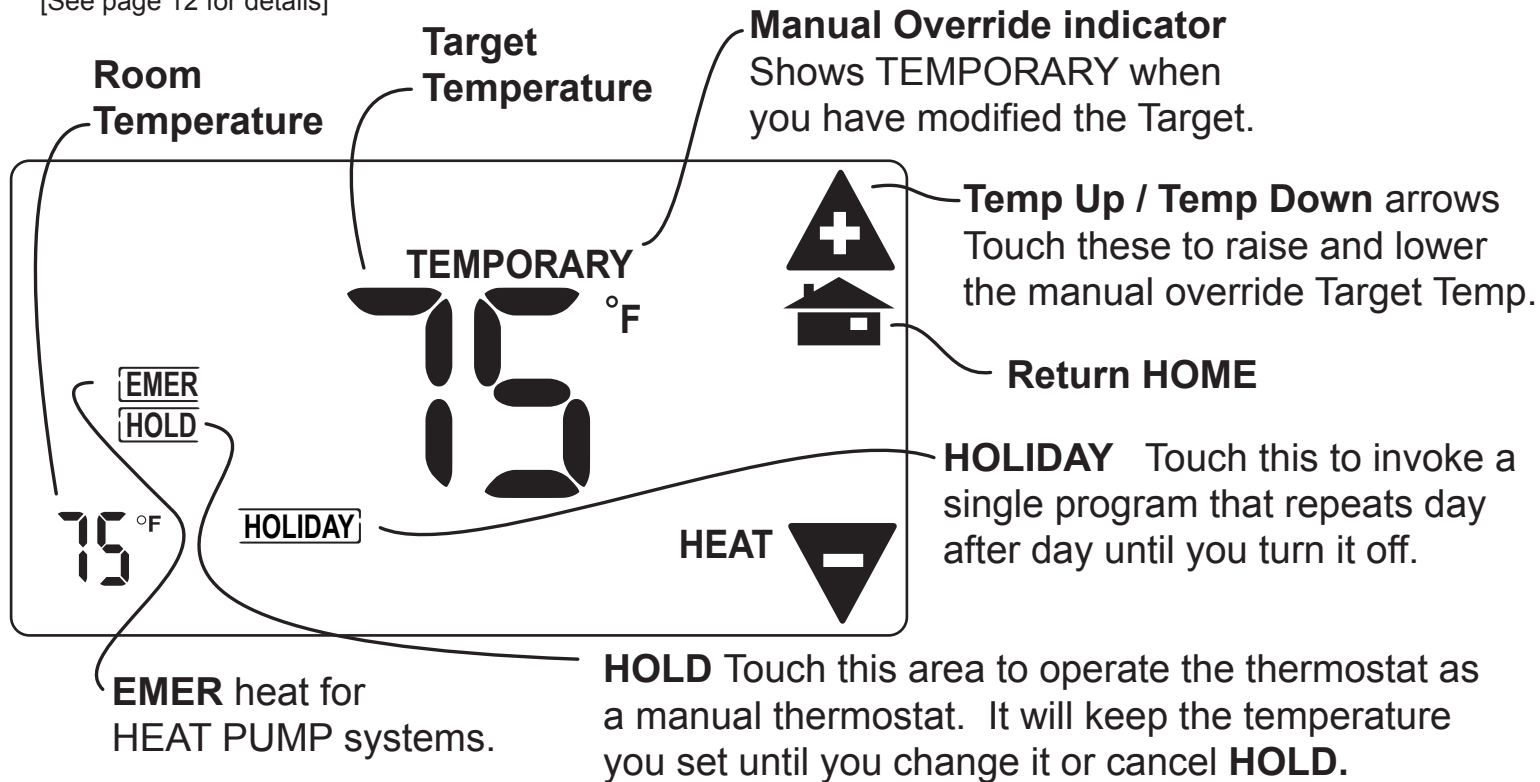 [See page 12 for details]
Room
Temperature
Target
Temperature
Manual Override indicator
Shows TEMPORARY when
you have modified the Target.
Temp Up / Temp Down arrows
Touch these to raise and lower
the manual override Target Temp.
Return HOME
TEMPORARY
75 °F
EMER
HOLD
75 °F
HOLIDAY
HEAT
HOLIDAY Touch this to invoke a
single program that repeats day
after day until you turn it off.
EMER heat for
HEAT PUMP systems.
HOLD Touch this area to operate the thermostat as
a manual thermostat. It will keep the temperature
you set until you change it or cancel HOLD.